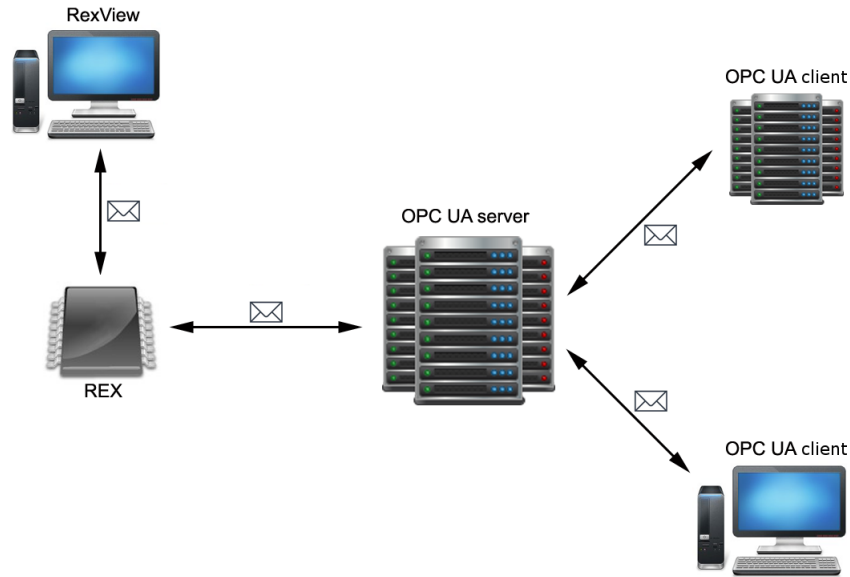 RexView
OPC UA client
OPC UA server
REX
OPC UA client